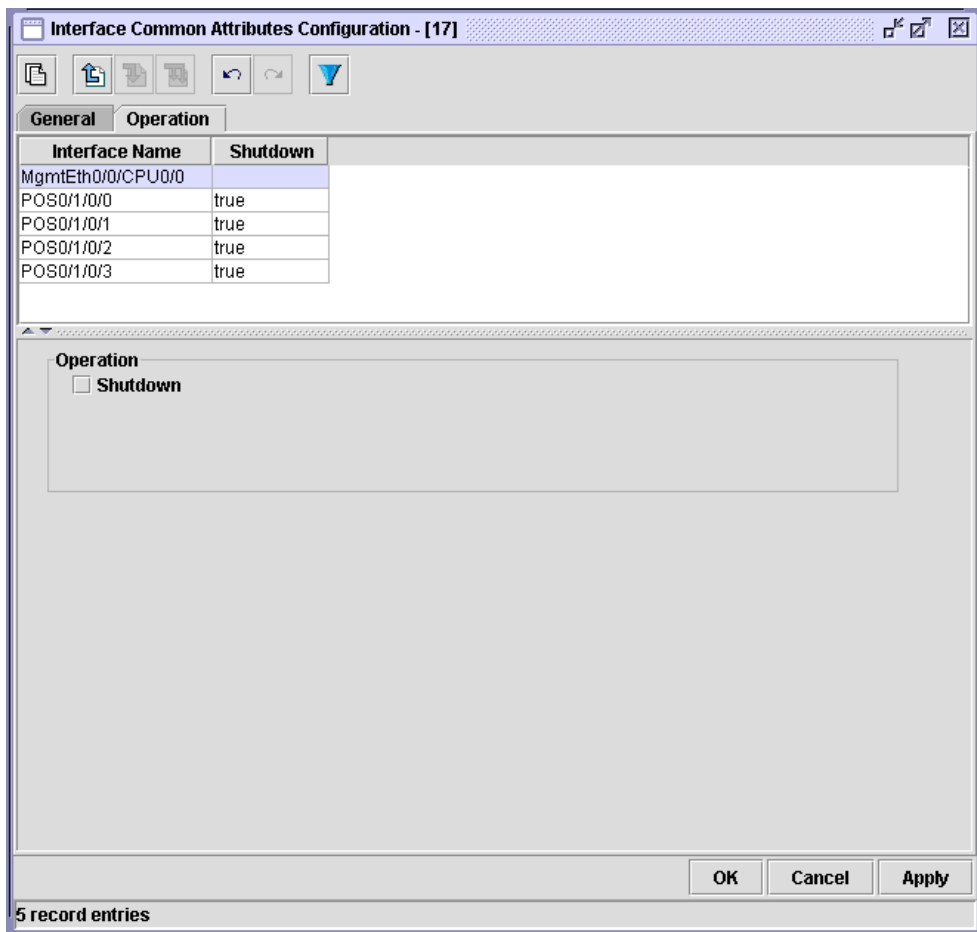 Interface Common Attributes Configuration - [17]
General Operation
Interface Name Shutdown
MgmtEth0/0/CPU0/0
POS0/1/0/0 true
POS0/1/0/1 true
POS0/1/0/2 true
POS0/1/0/3 true
Operation
Shutdown
OK Cancel Apply
5 record entries